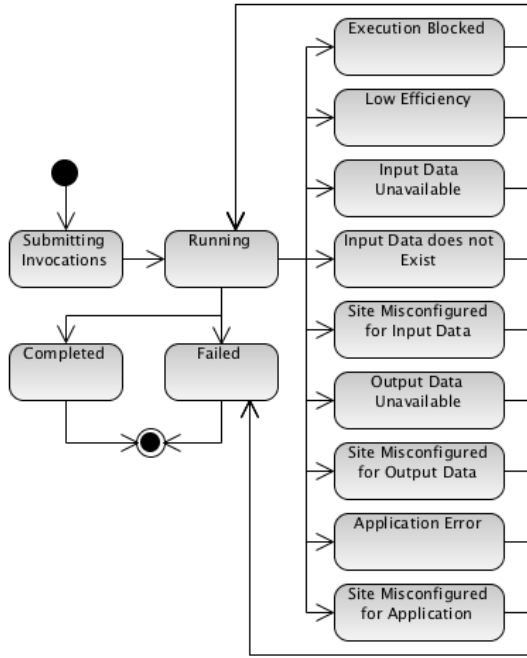 Execution Blocked
Low Efficiency
Input Data
Unavailable
Submitting
Invocations
Running
Input Data does not
Exist
Site Misconfigured
for Input Data
Completed
Failed
Output Data
Unavailable
Site Misconfigured
for Output Data
Application Error
Site Misconfigured
for Application